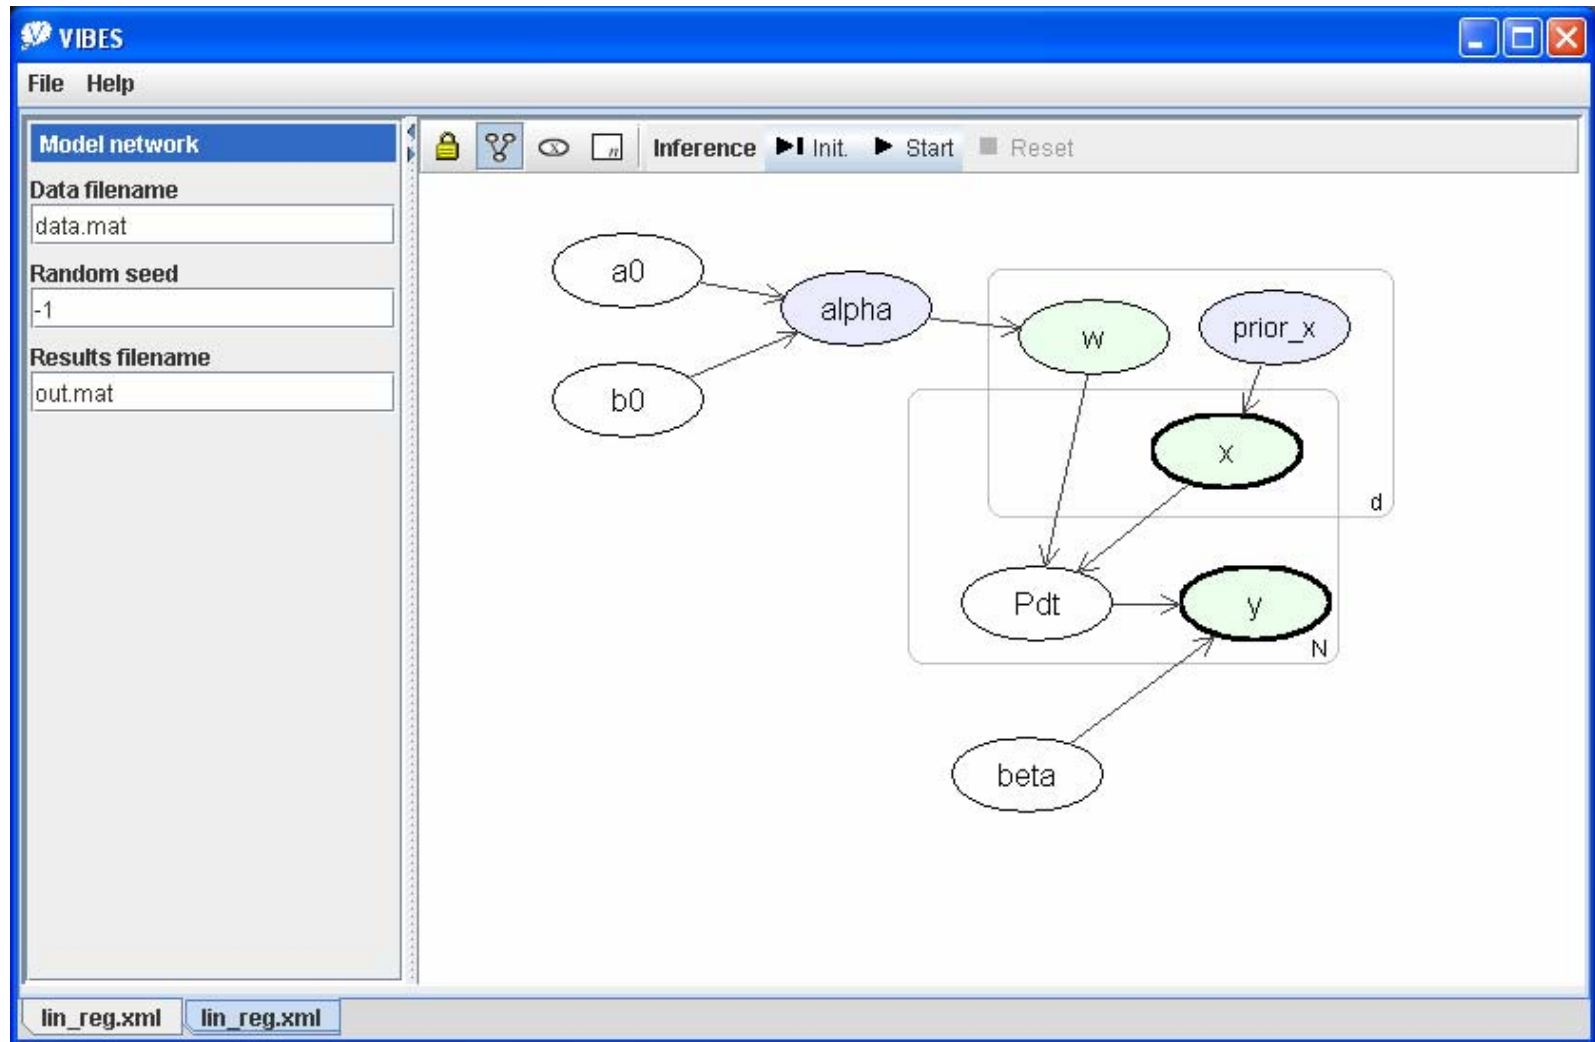 VIBES
File Help
Model network
Data filename
data.mat
Random seed
-1
Results filename
out.mat
x n Inference Init. Start Reset
a0
alpha
b0
w
prior_x
x
d
Pdt
y
N
beta
lin_reg.xml lin_reg.xml